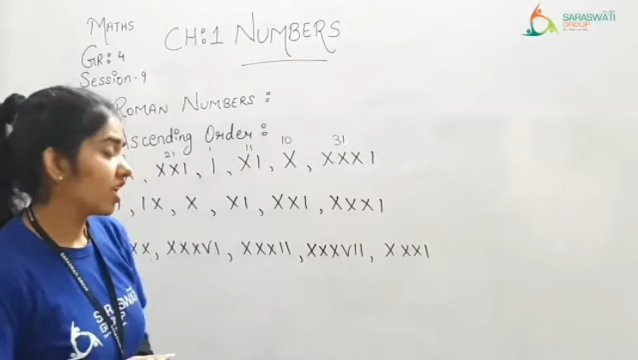 MATHS
GR: 4
Session - 9
CH: 1 NUMBERS
SARASWATI
GROUP
ROMAN NUMBERS :
Ascending Order :
21 1 11 10 31
, XXI, I, XI, X, XXXI
, IX, X, XI, XXI, XXXI
XX, XXXVI, XXXII, XXXVII, XXXI